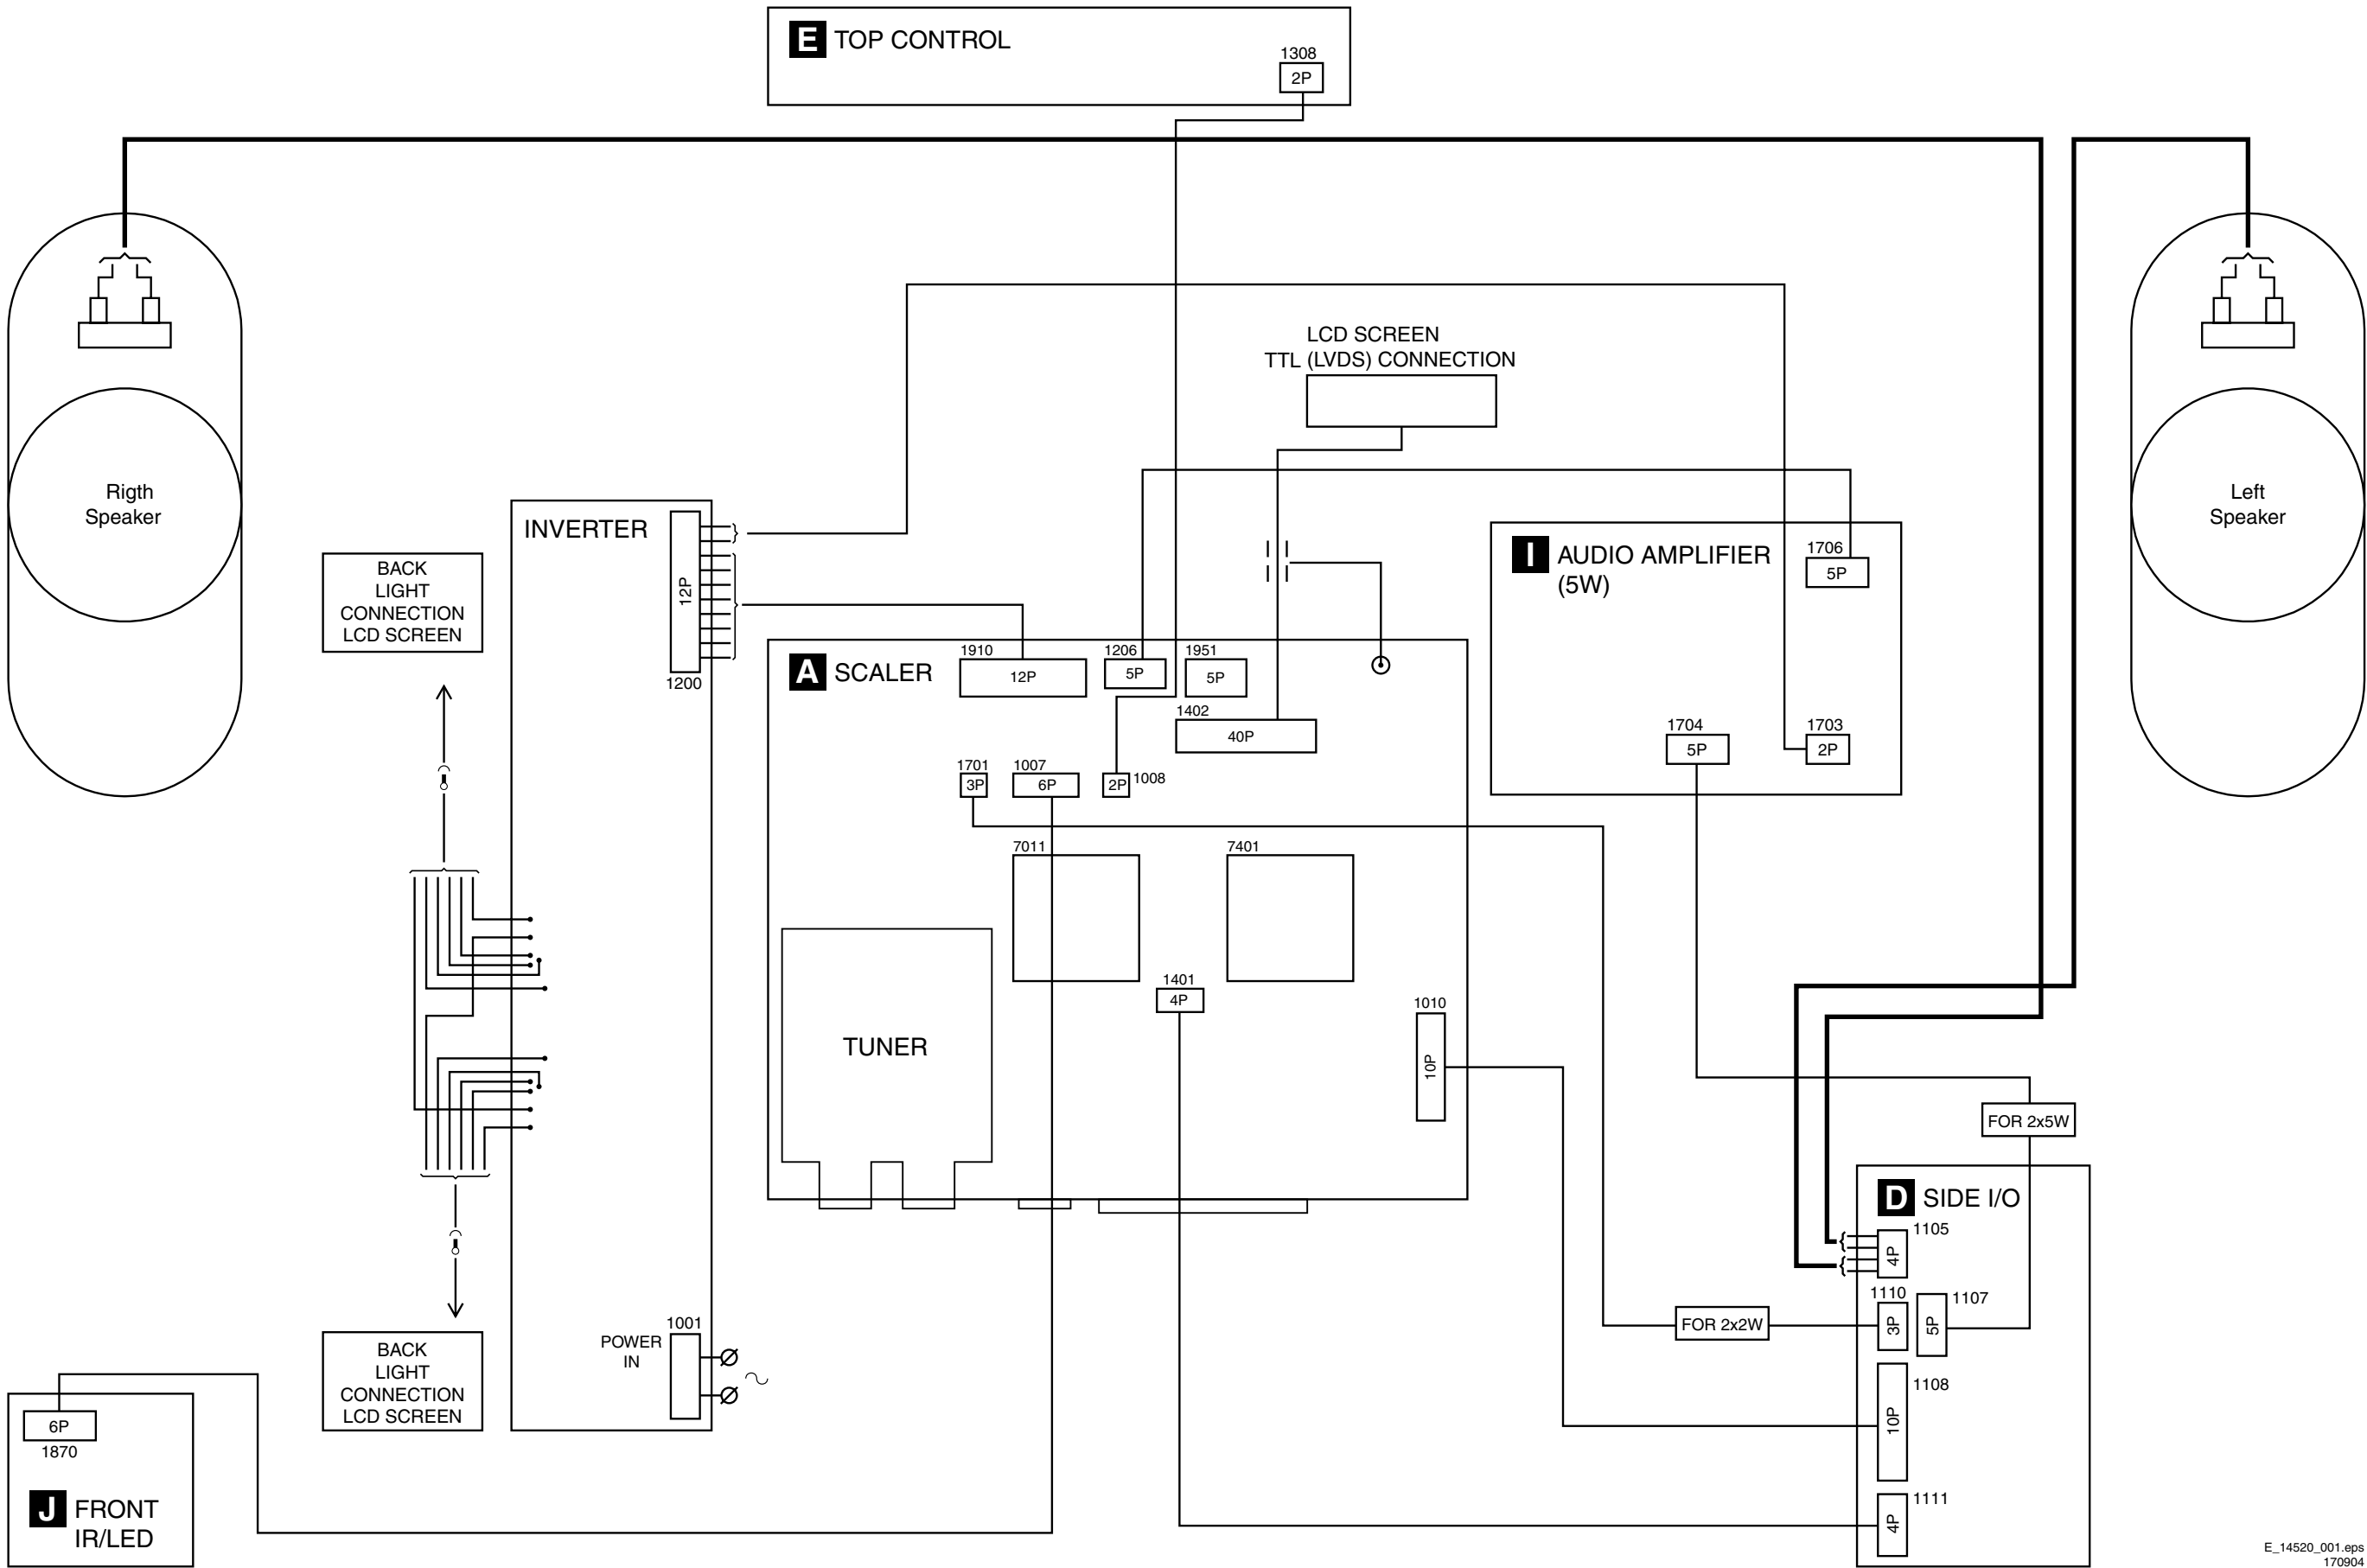 E TOP CONTROL
1308
2P
LCD SCREEN
TTL (LVDS) CONNECTION
Rigth
Speaker
Left
Speaker
INVERTER
12P
1200
BACK
LIGHT
CONNECTION
LCD SCREEN
I AUDIO AMPLIFIER
(5W)
1706
5P
1704
5P
1703
2P
A SCALER
1910
12P
1206
5P
1951
5P
1402
40P
1701
3P
1007
6P
2P 1008
7011
7401
1401
4P
1010
10P
TUNER
FOR 2x5W
D SIDE I/O
1105
4P
1110
3P
1107
5P
FOR 2x2W
1108
10P
1111
4P
1001
POWER
IN
BACK
LIGHT
CONNECTION
LCD SCREEN
6P
1870
J FRONT
IR/LED
E_14520_001.eps
170904